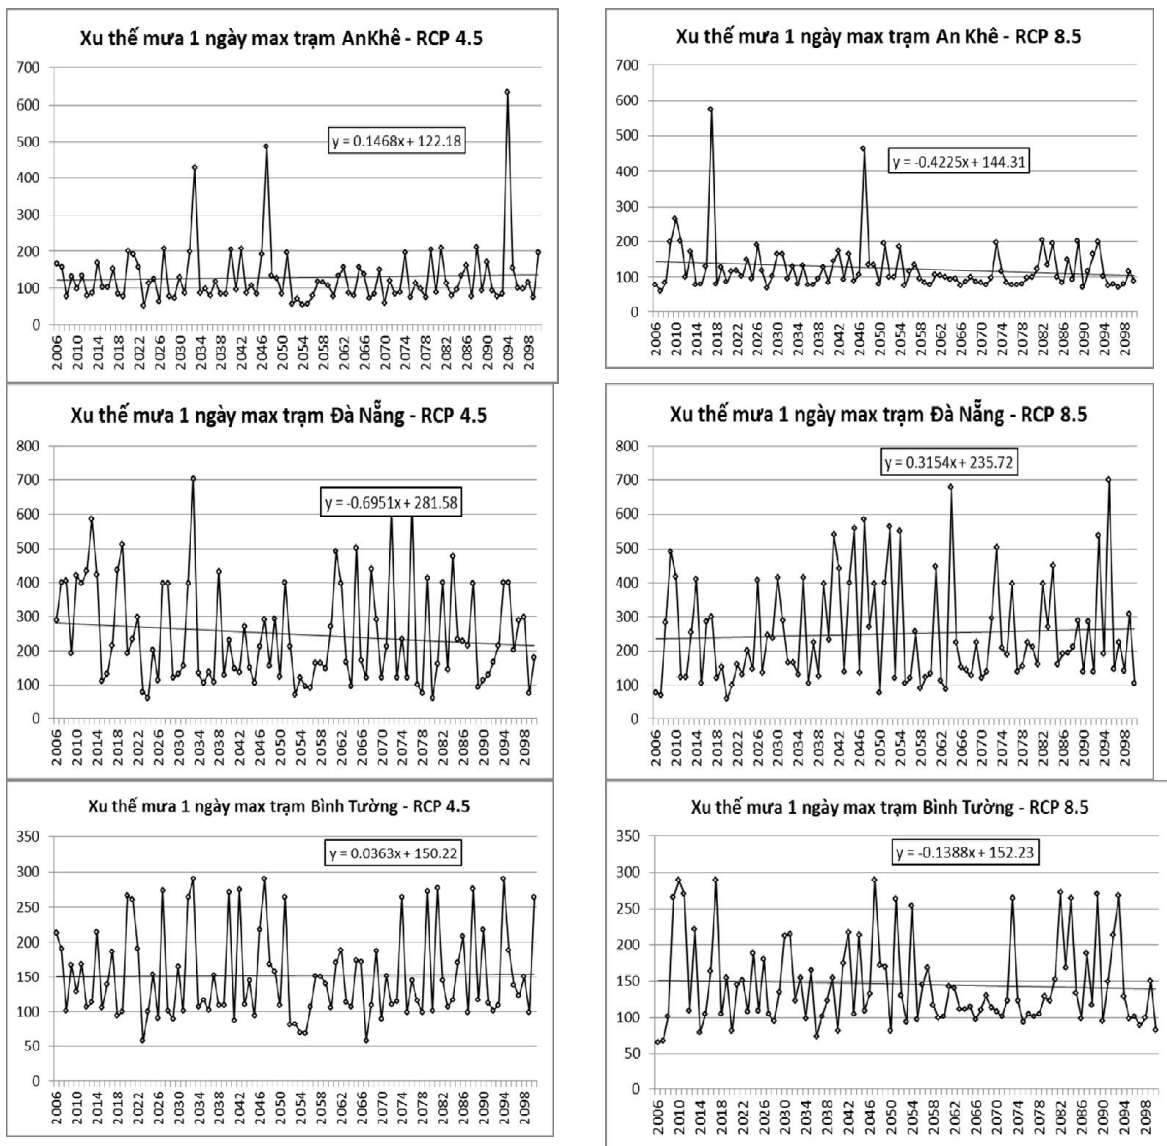 Xu thế mưa 1 ngày max trạm AnKhê - RCP 4.5
700
600
500
400
300
200
100
0
y = 0.1468x + 122.18
2006 2010 2014 2018 2022 2026 2030 2034 2038 2042 2046 2050 2054 2058 2062 2066 2070 2074 2078 2082 2086 2090 2094 2098
Xu thế mưa 1 ngày max trạm An Khê - RCP 8.5
700
600
500
400
300
200
100
0
y = -0.4225x + 144.31
2006 2010 2014 2018 2022 2026 2030 2034 2038 2042 2046 2050 2054 2058 2062 2066 2070 2074 2078 2082 2086 2090 2094 2098
Xu thế mưa 1 ngày max trạm Đà Nẵng - RCP 4.5
800
700
600
500
400
300
200
100
0
y = -0.6951x + 281.58
2006 2010 2014 2018 2022 2026 2030 2034 2038 2042 2046 2050 2054 2058 2062 2066 2070 2074 2078 2082 2086 2090 2094 2098
Xu thế mưa 1 ngày max trạm Đà Nẵng - RCP 8.5
800
700
600
500
400
300
200
100
0
y = 0.3154x + 235.72
2006 2010 2014 2018 2022 2026 2030 2034 2038 2042 2046 2050 2054 2058 2062 2066 2070 2074 2078 2082 2086 2090 2094 2098
Xu thế mưa 1 ngày max trạm Bình Tường - RCP 4.5
350
300
250
200
150
100
50
0
y = 0.0363x + 150.22
2006 2010 2014 2018 2022 2026 2030 2034 2038 2042 2046 2050 2054 2058 2062 2066 2070 2074 2078 2082 2086 2090 2094 2098
Xu thế mưa 1 ngày max trạm Bình Tường - RCP 8.5
350
300
250
200
150
100
50
0
y = -0.1388x + 152.23
2006 2010 2014 2018 2022 2026 2030 2034 2038 2042 2046 2050 2054 2058 2062 2066 2070 2074 2078 2082 2086 2090 2094 2098